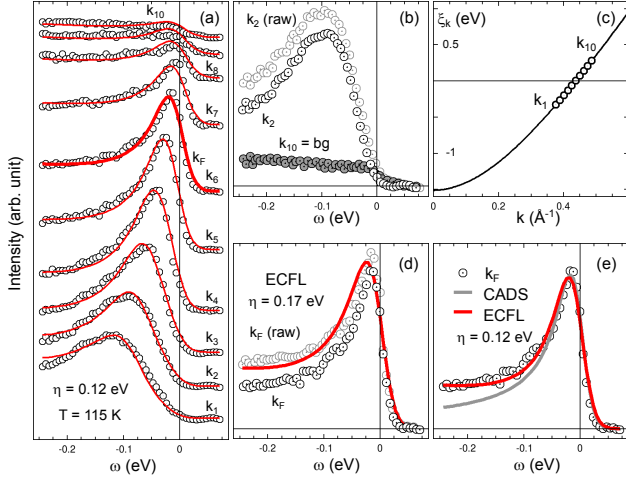 (a)
k10
k8
k7
kF
k6
k5
k4
k3
k2
k1
η = 0.12 eV
T = 115 K
Intensity (arb. unit)
-0.2 -0.1 0
ω (eV)
(b)
k2 (raw)
k2
k10 = bg
-0.2 -0.1 0
ω (eV)
(c)
ξk (eV)
0.5
-1
k10
k1
0 0.2 0.4
k (Å-1)
(d)
ECFL
η = 0.17 eV
kF (raw)
kF
-0.2 -0.1 0
ω (eV)
(e)
kF
CADS
ECFL
η = 0.12 eV
-0.2 -0.1 0
ω (eV)